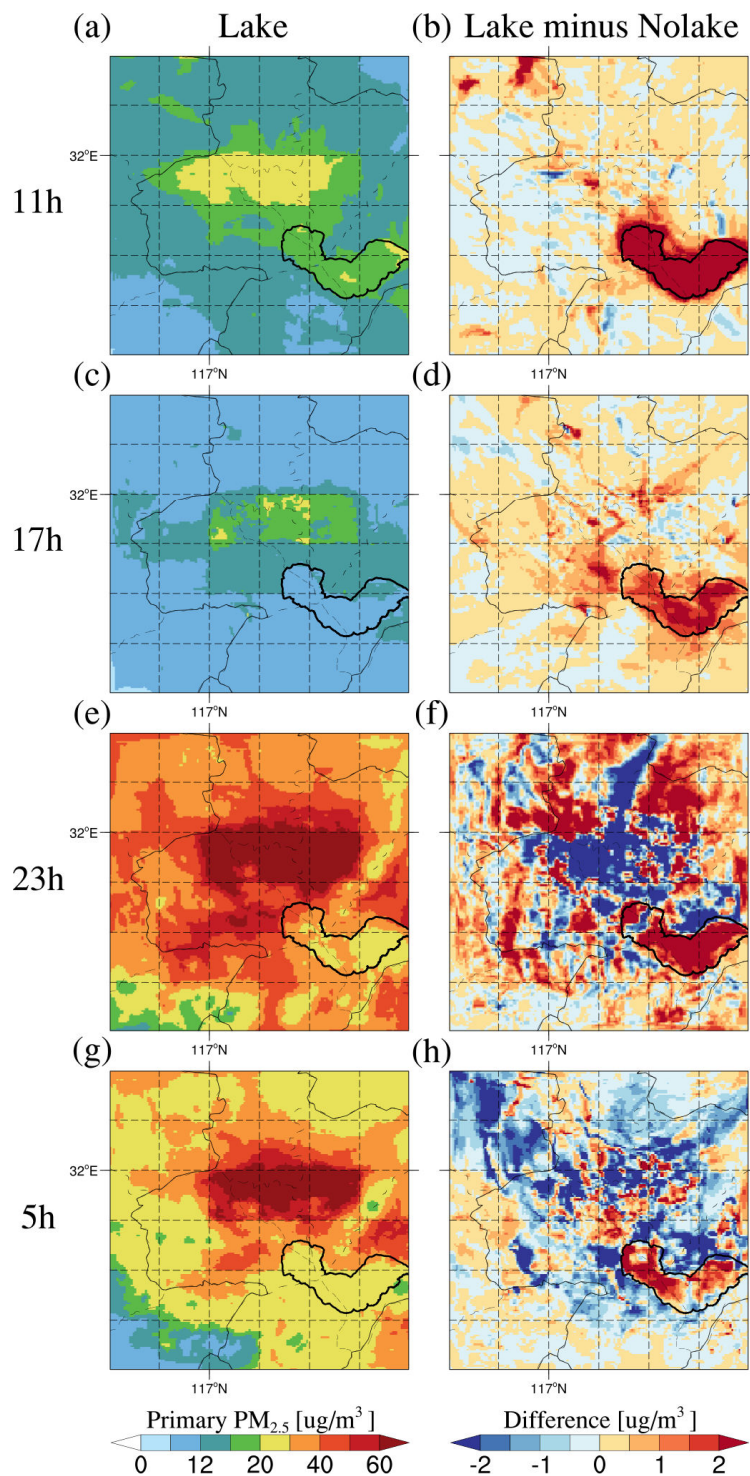 (a) Lake (b) Lake minus Nolake
32°E
11h
117°N 117°N
(c) (d)
32°E
17h
117°N 117°N
(e) (f)
32°E
23h
117°N 117°N
(g) (h)
32°E
5h
117°N 117°N
Primary PM2.5 [ug/m³ ] Difference [ug/m³ ]
0 12 20 40 60 -2 -1 0 1 2